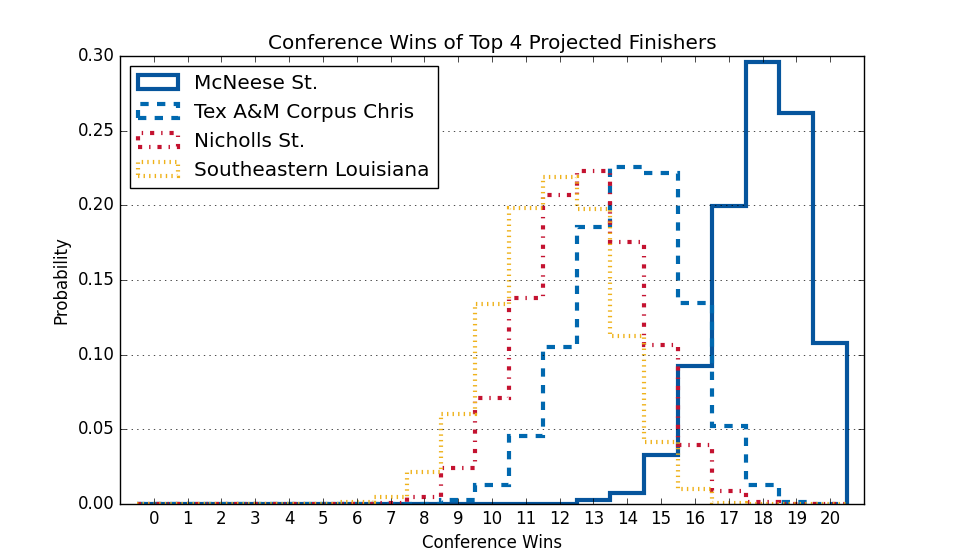 Conference Wins of Top 4 Projected Finishers
0.30
0.25
0.20
0.15
0.10
0.05
0.00
Probability
McNeese St.
Tex A&M Corpus Chris
Nicholls St.
Southeastern Louisiana
0 1 2 3 4 5 6 7 8 9 10 11 12 13 14 15 16 17 18 19 20
Conference Wins